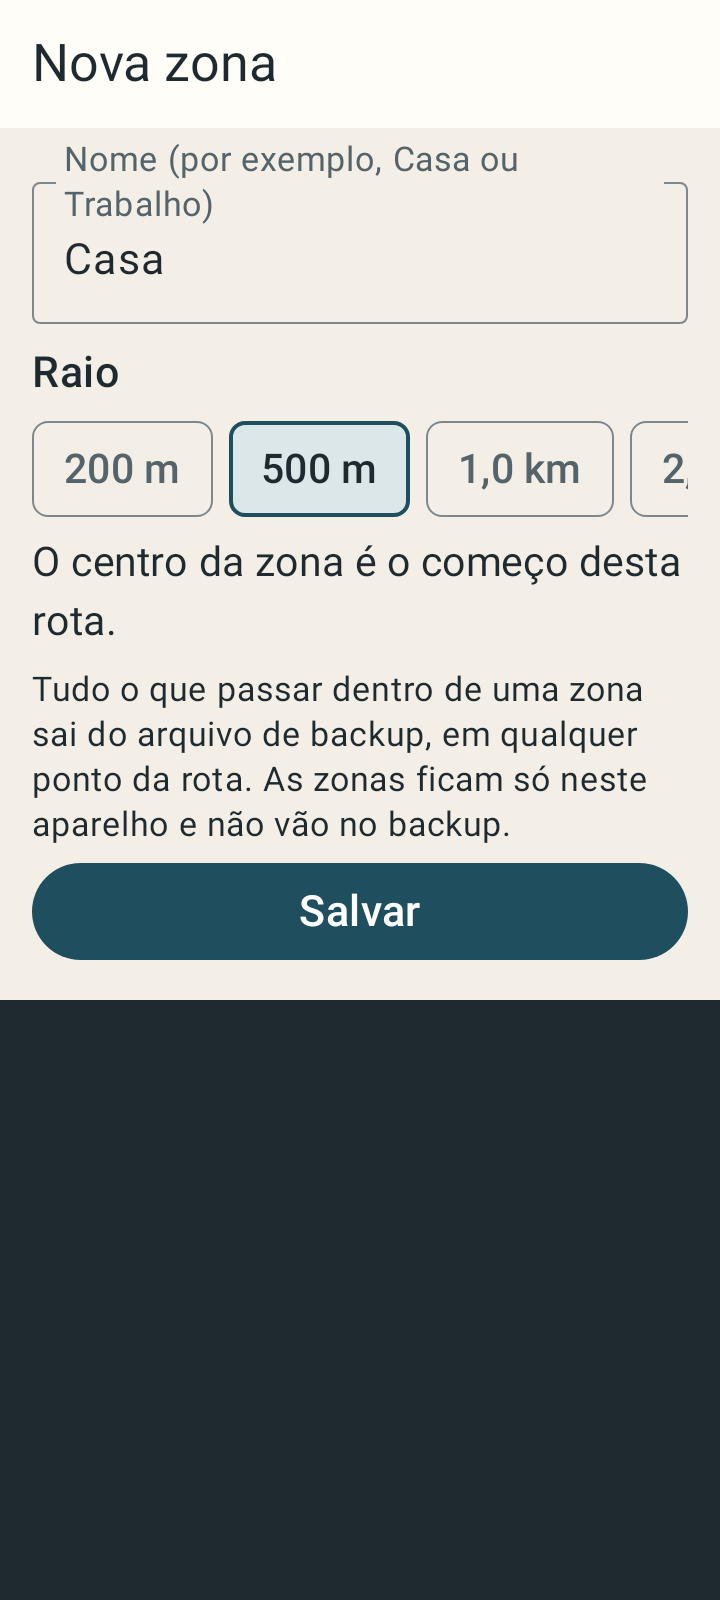 Nova zona
Nome (por exemplo, Casa ou
Trabalho)
Casa
Raio
200 m 500 m 1,0 km 2,
O centro da zona é o começo desta
rota.
Tudo o que passar dentro de uma zona
sai do arquivo de backup, em qualquer
ponto da rota. As zonas ficam só neste
aparelho e não vão no backup.
Salvar